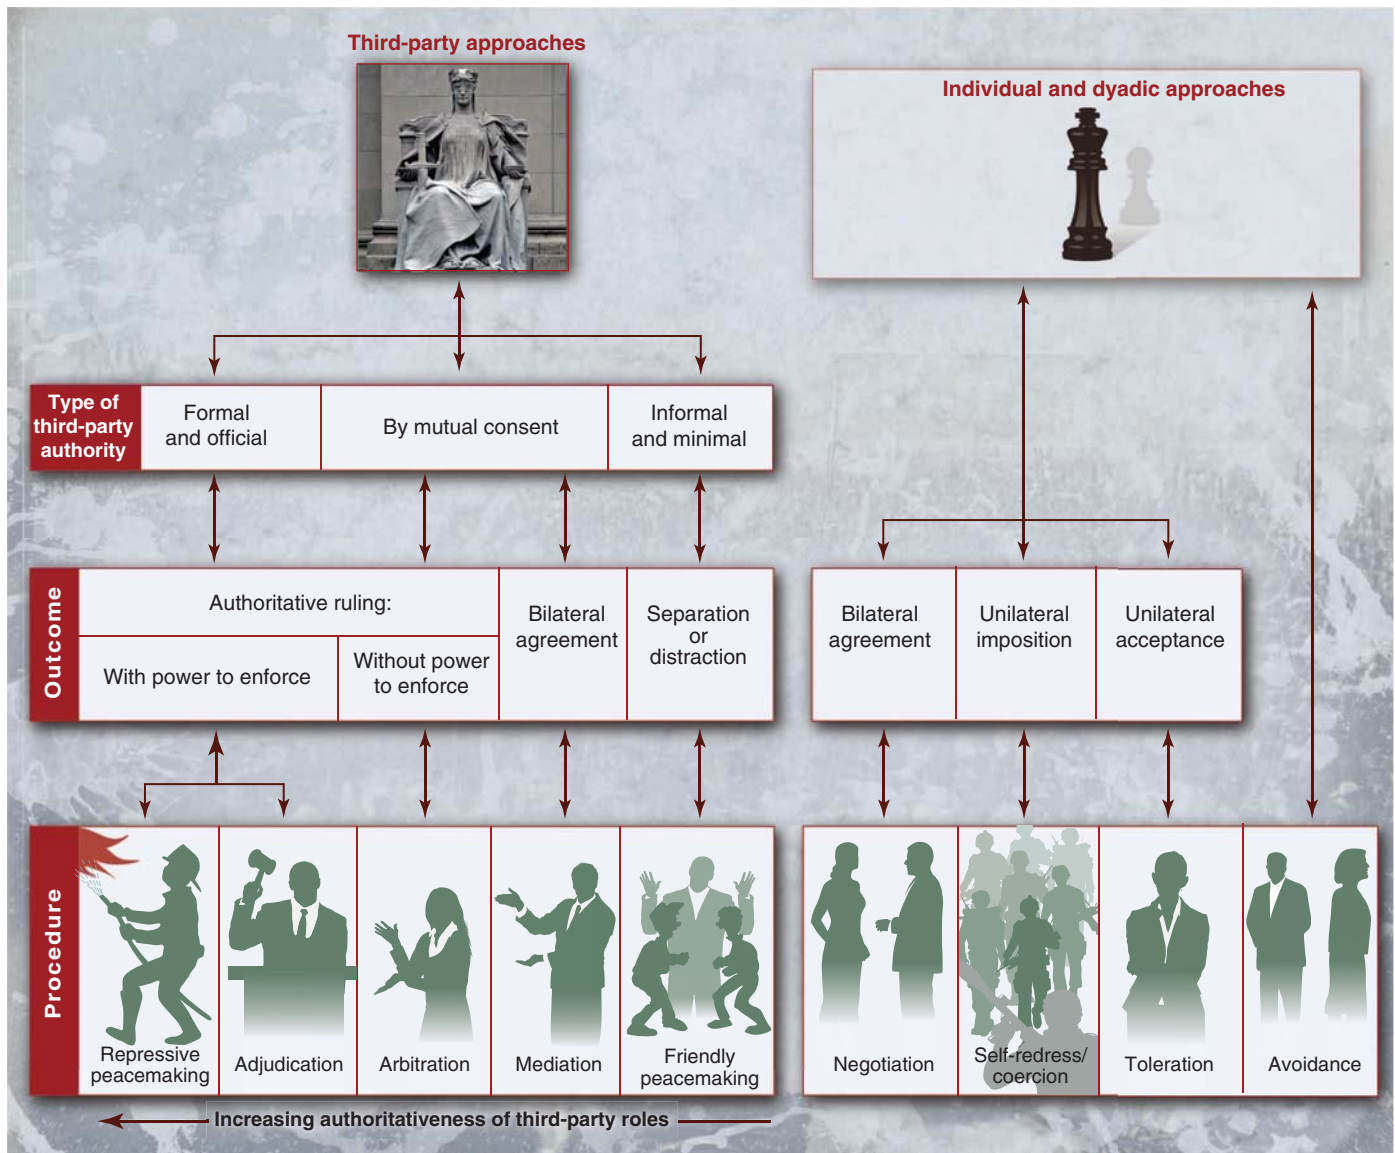 Third-party approaches
Individual and dyadic approaches
Type of
third-party
authority
Formal
and official
By mutual consent
Informal
and minimal
Outcome
Authoritative ruling:
With power to enforce
Without power
to enforce
Bilateral
agreement
Separation
or
distraction
Bilateral
agreement
Unilateral
imposition
Unilateral
acceptance
Procedure
Repressive
peacemaking
Adjudication
Arbitration
Mediation
Friendly
peacemaking
Negotiation
Self-redress/
coercion
Toleration
Avoidance
Increasing authoritativeness of third-party roles